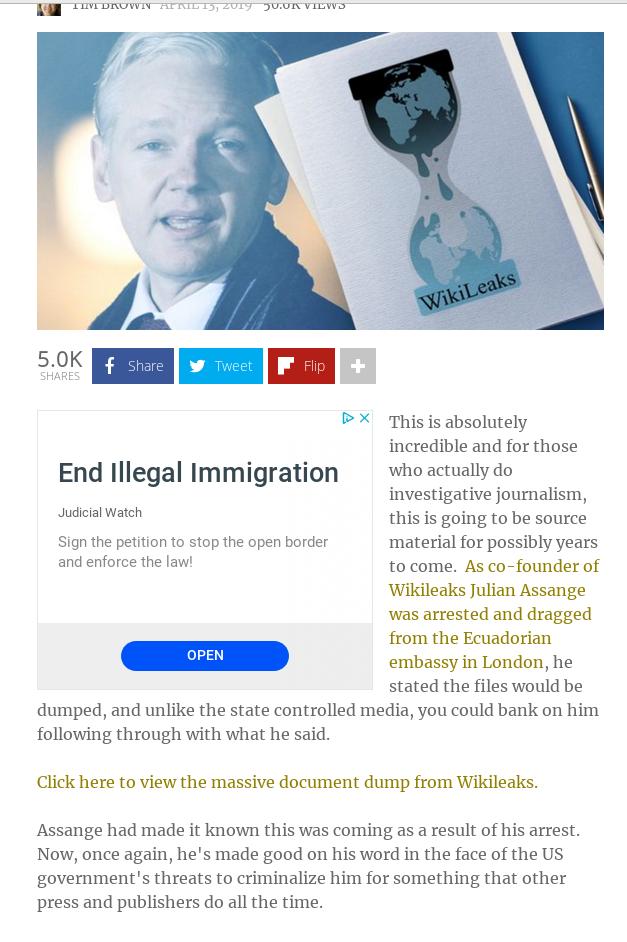 TIM BROWN APRIL 13, 2019 50.0K VIEWS
WikiLeaks
5.0K
SHARES
Share
Tweet
Flip
End Illegal Immigration
Judicial Watch
Sign the petition to stop the open border
and enforce the law!
OPEN
This is absolutely
incredible and for those
who actually do
investigative journalism,
this is going to be source
material for possibly years
to come. As co-founder of
Wikileaks Julian Assange
was arrested and dragged
from the Ecuadorian
embassy in London, he
stated the files would be
dumped, and unlike the state controlled media, you could bank on him
following through with what he said.
Click here to view the massive document dump from Wikileaks.
Assange had made it known this was coming as a result of his arrest.
Now, once again, he's made good on his word in the face of the US
government's threats to criminalize him for something that other
press and publishers do all the time.